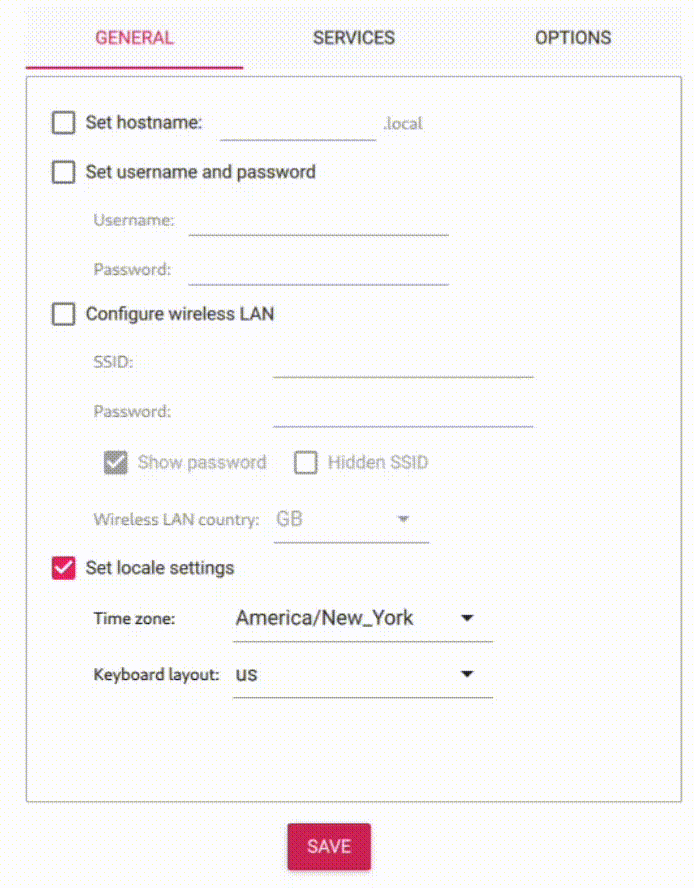 GENERAL SERVICES OPTIONS
Set hostname: .local
Set username and password
Username:
Password:
Configure wireless LAN
SSID:
Password:
Show password Hidden SSID
Wireless LAN country: GB
Set locale settings
Time zone: America/New_York
Keyboard layout: us
SAVE